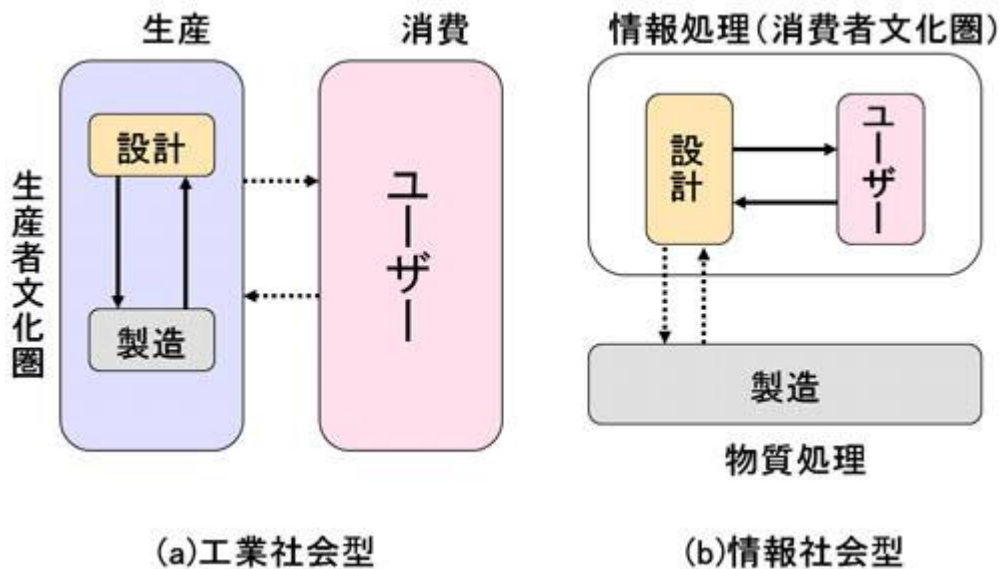 生産
消費
生産者文化圏
設計
製造
ユーザー
(a)工業社会型
情報処理(消費者文化圏)
設計
ユーザー
製造
物質処理
(b)情報社会型